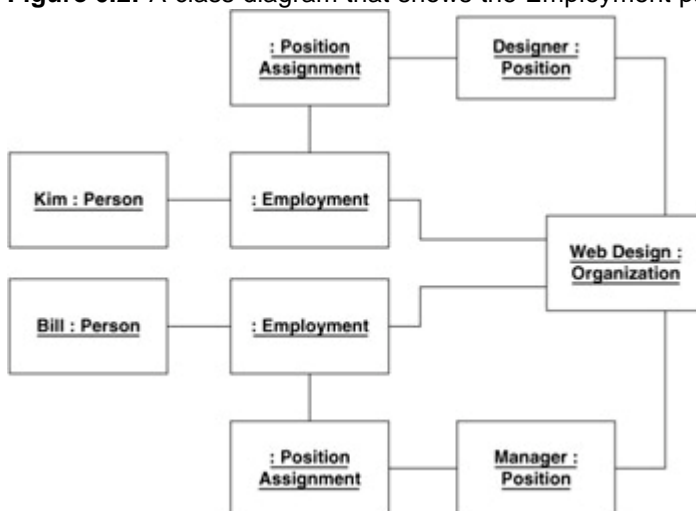 Figure 6.2. A class diagram that shows the Employment
: Position
Assignment
Designer :
Position
Kim : Person
: Employment
Web Design :
Organization
Bill : Person
: Employment
: Position
Assignment
Manager :
Position